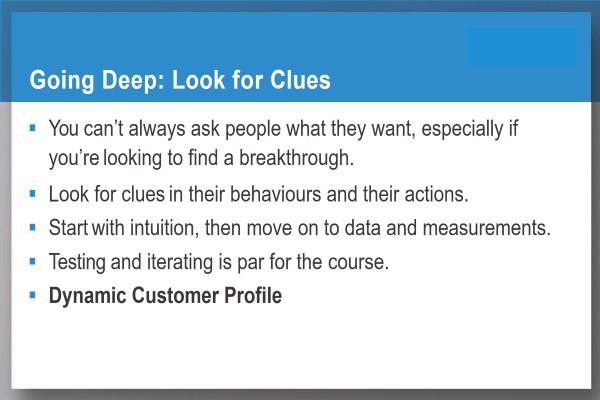 Going Deep: Look for Clues
▪ You can’t always ask people what they want, especially if
you’re looking to find a breakthrough.
▪ Look for clues in their behaviours and their actions.
▪ Start with intuition, then move on to data and measurements.
▪ Testing and iterating is par for the course.
▪ Dynamic Customer Profile